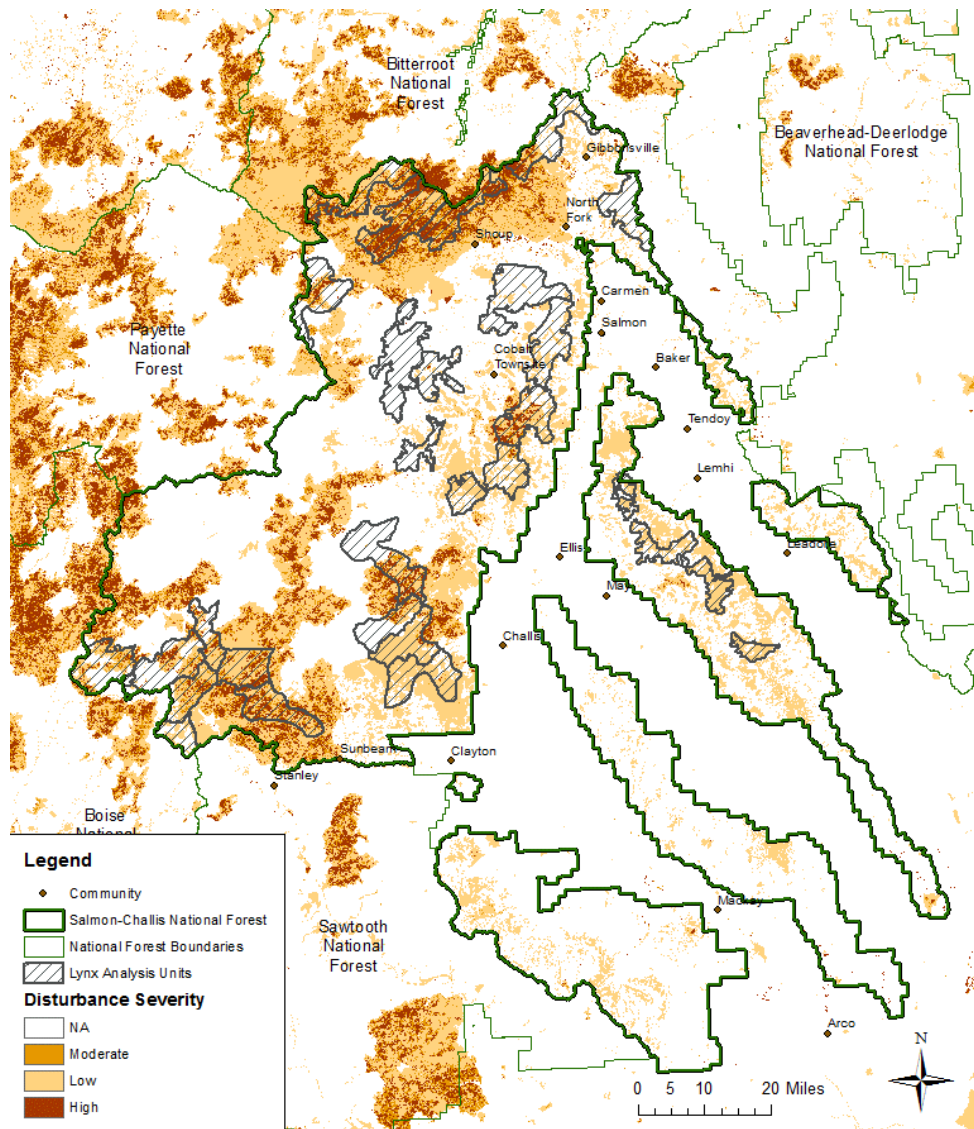 Bitterroot
National
Forest
Beaverhead-Deerlodge
National Forest
Gibbonsville
North
Fork
Shoup
Carmen
Salmon
Payette
National
Forest
Cobalt
Townsite
Baker
Tendoy
Lemhi
Ellis
Leadore
May
Challis
Sunbeam
Clayton
Stanley
Boise
National
Legend
Community
Salmon-Challis National Forest
National Forest Boundaries
Lynx Analysis Units
Disturbance Severity
NA
Moderate
Low
High
Sawtooth
National
Forest
Mackay
Arco
N
0 5 10 20 Miles